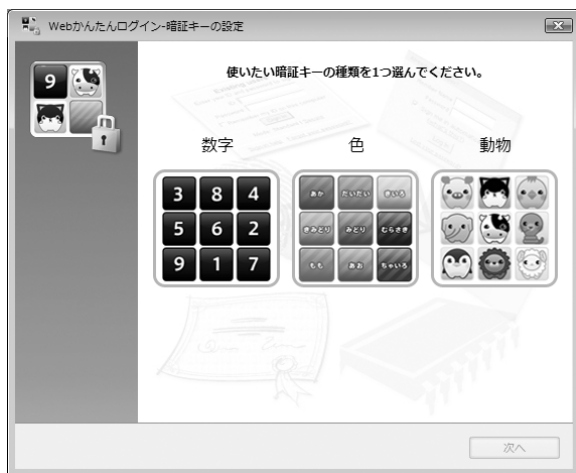 Webかんたんログイン-暗証キーの設定
9
使いたい暗証キーの種類を1つ選んでください。
数字 色 動物
3 8 4 あか だいだい きいろ
5 6 2 きみどり みどり むらさき
9 1 7 もも あお ちゃいろ
次へ